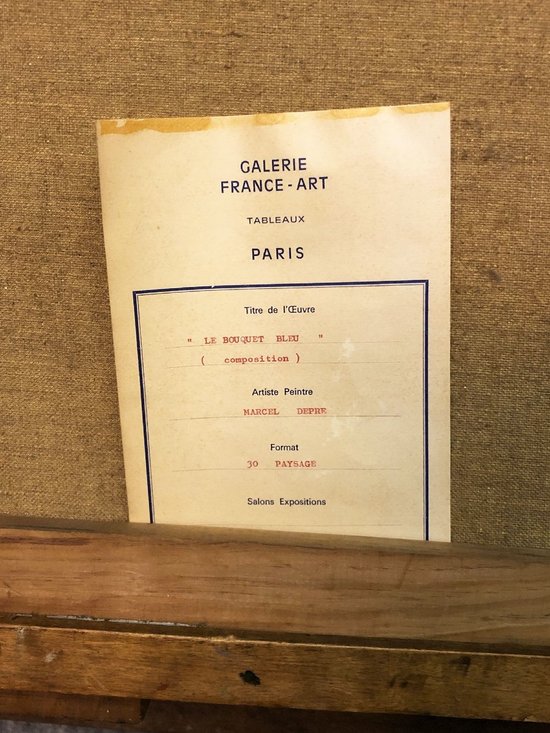 GALERIE
FRANCE - ART
TABLEAUX
PARIS
Titre de l'Œuvre
" LE BOUQUET BLEU "
( composition )
Artiste Peintre
MARCEL DEPRE
Format
30 PAYSAGE
Salons Expositions